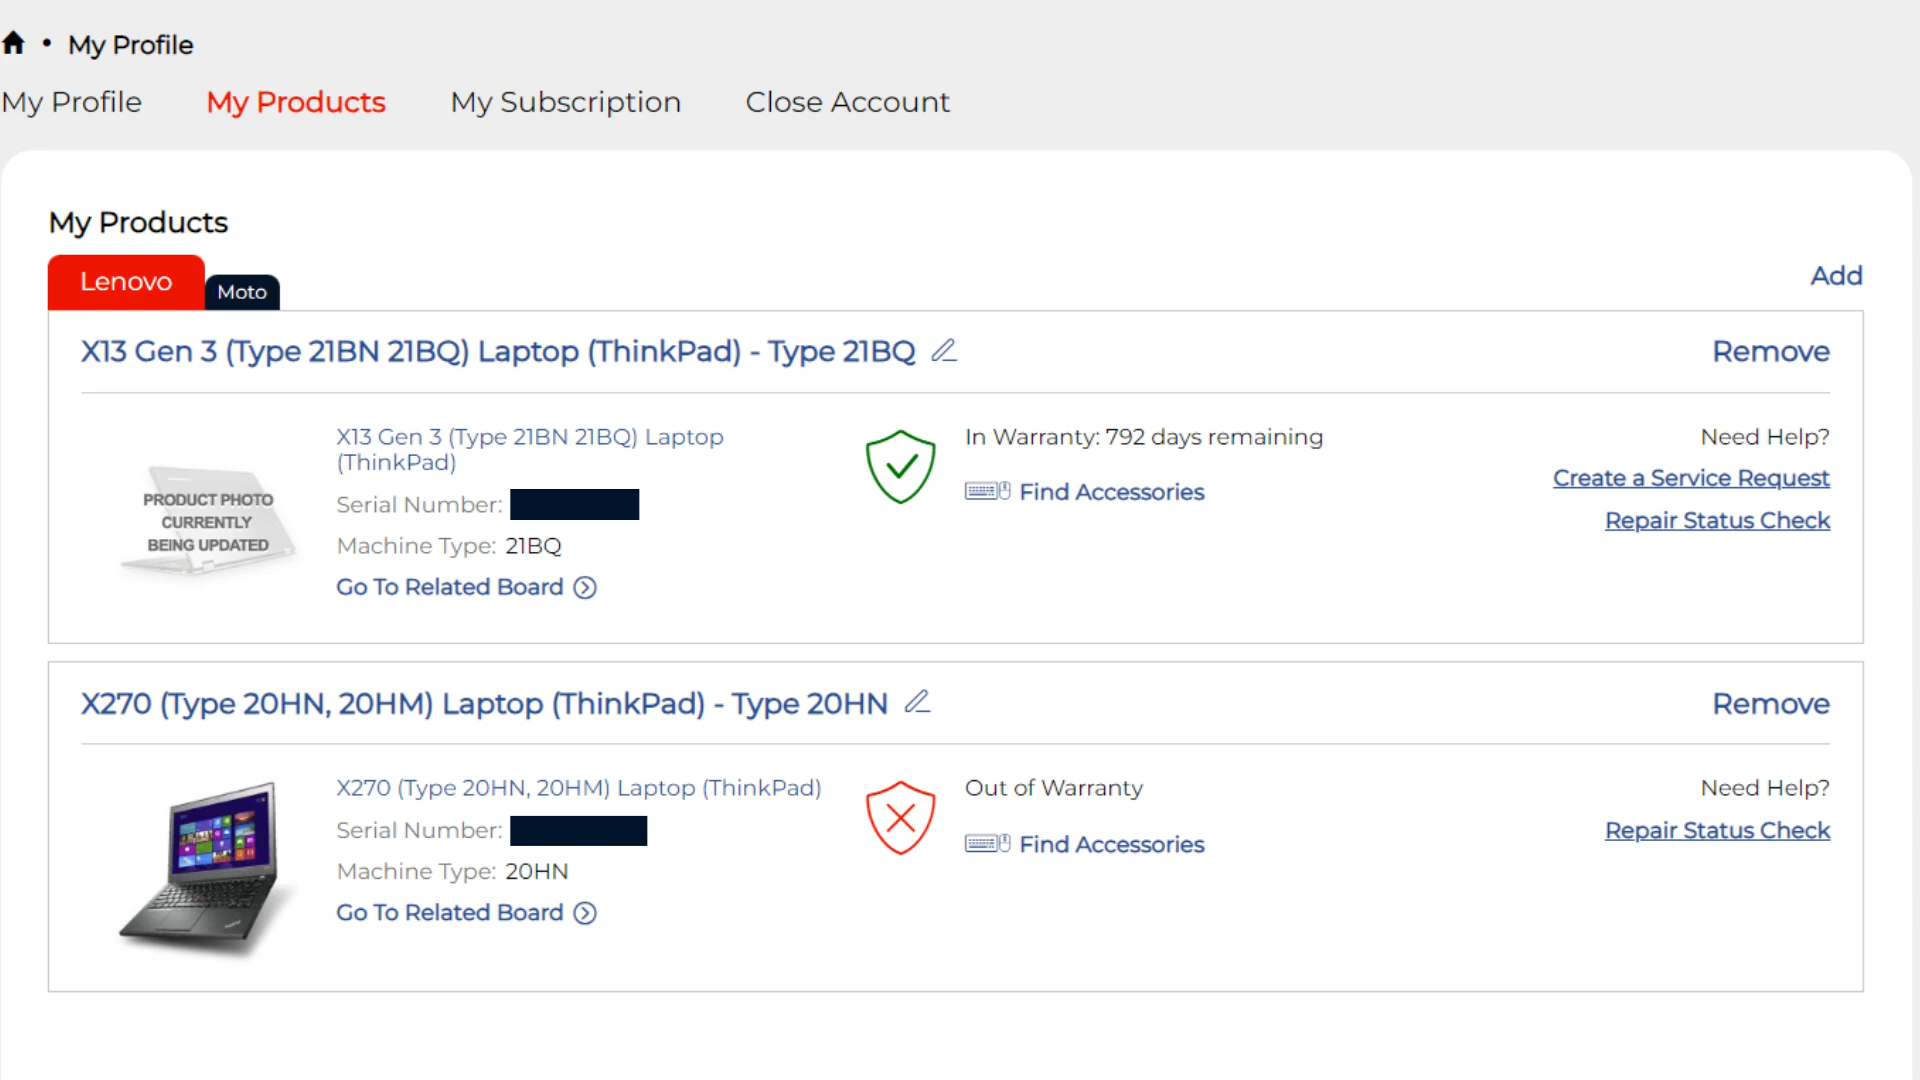 • My Profile
My Profile My Products My Subscription Close Account
My Products
Lenovo Moto Add
X13 Gen 3 (Type 21BN 21BQ) Laptop (ThinkPad) - Type 21BQ Remove
PRODUCT PHOTO
CURRENTLY
BEING UPDATED
X13 Gen 3 (Type 21BN 21BQ) Laptop
(ThinkPad)
Serial Number:
Machine Type: 21BQ
Go To Related Board
In Warranty: 792 days remaining
Find Accessories
Need Help?
Create a Service Request
Repair Status Check
X270 (Type 20HN, 20HM) Laptop (ThinkPad) - Type 20HN Remove
X270 (Type 20HN, 20HM) Laptop (ThinkPad)
Serial Number:
Machine Type: 20HN
Go To Related Board
Out of Warranty
Find Accessories
Need Help?
Repair Status Check